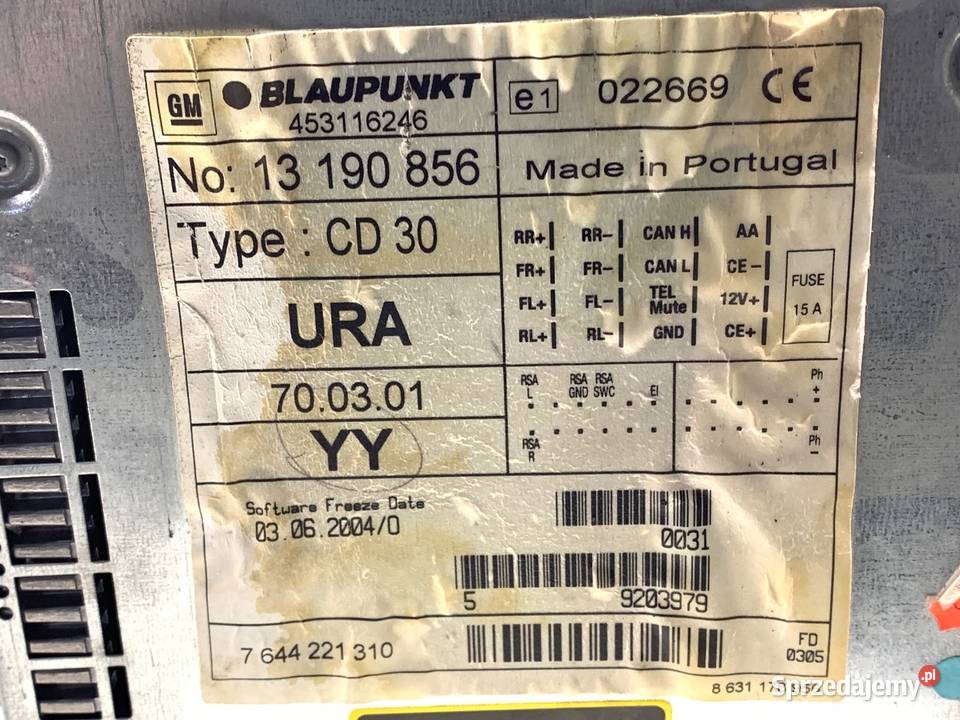 GM BLAUPUNKT
453116246
e1 022669 CE
No: 13 190 856
Made in Portugal
Type : CD 30
URA
70.03.01
YY
RR+ RR- CAN H AA
FR+ FR- CAN L CE-
FL+ FL- TEL Mute 12V+
RL+ RL- GND CE+
FUSE
15 A
RSA L RSA GND RSA SWC EI Ph +
RSA R Ph -
Software Freeze Date
03.06.2004/0
0031
5 9203979
7 644 221 310
FD
0305
8 631
Sprzedajemy.pl